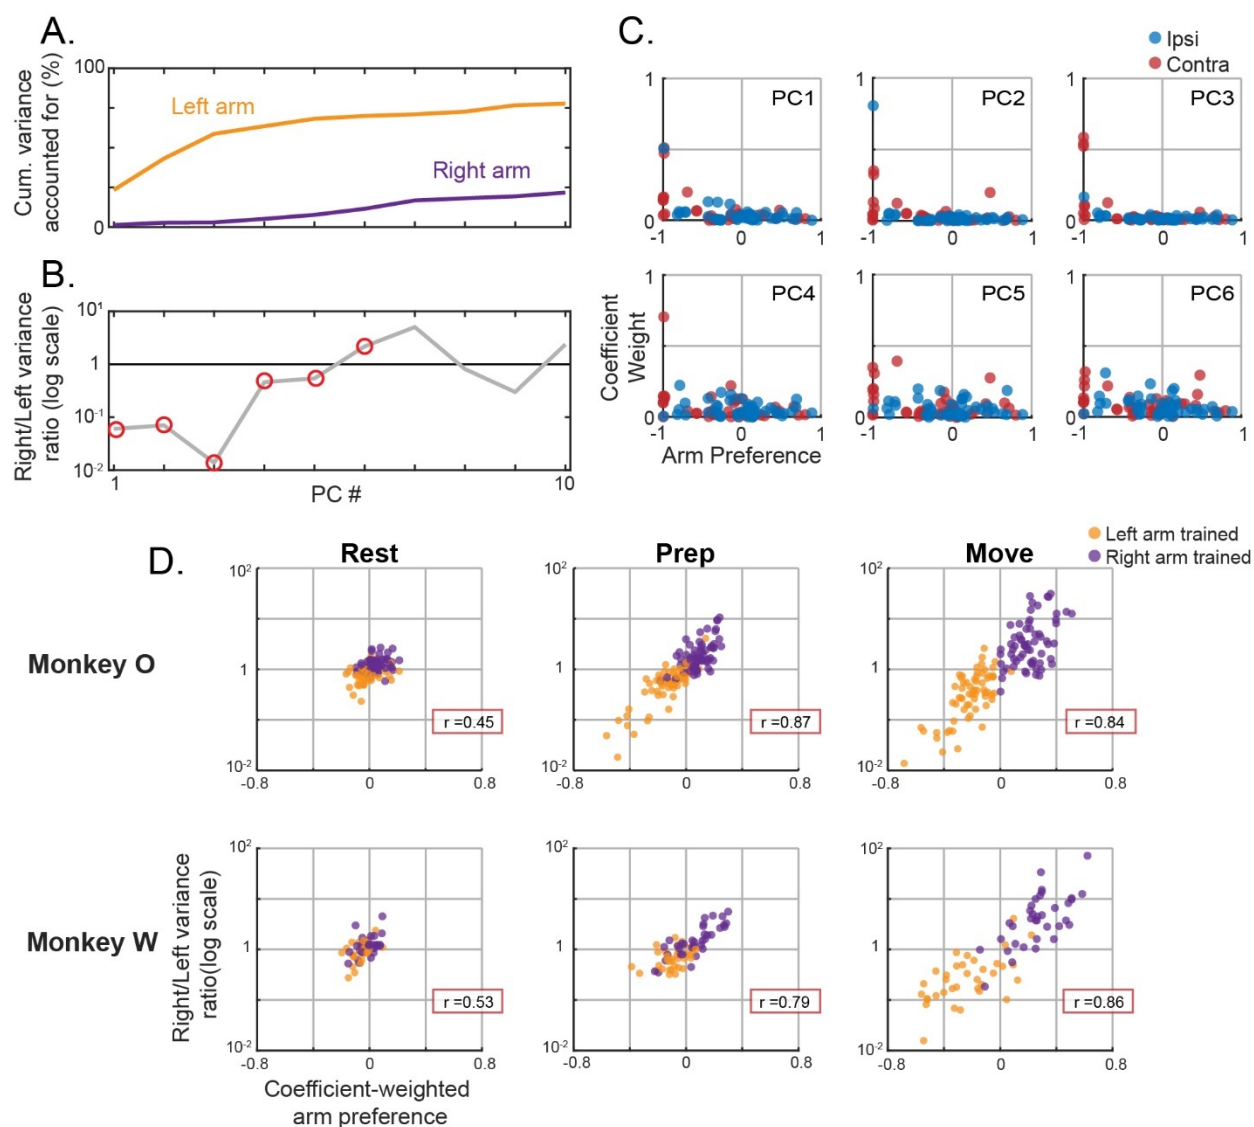 A.
Cum. variance
accounted for (%)
100
0
Left arm
Right arm
B.
Right/Left variance
ratio (log scale)
10¹
1
10⁻¹
10⁻²
1
10
PC #
C.
Ipsi
Contra
1
0
-1
0
1
PC1
1
0
-1
0
1
PC2
1
0
-1
0
1
PC3
Coefficient
Weight
1
0
-1
0
1
PC4
Arm Preference
1
0
-1
0
1
PC5
1
0
-1
0
1
PC6
D.
Left arm trained
Right arm trained
Rest
Prep
Move
Monkey O
10²
1
10⁻²
-0.8
0
0.8
r =0.45
10²
1
10⁻²
-0.8
0
0.8
r =0.87
10²
1
10⁻²
-0.8
0
0.8
r =0.84
Monkey W
Right/Left variance
ratio(log scale)
10²
1
10⁻²
-0.8
0
0.8
r =0.53
10²
1
10⁻²
-0.8
0
0.8
r =0.79
10²
1
10⁻²
-0.8
0
0.8
r =0.86
Coefficient-weighted
arm preference